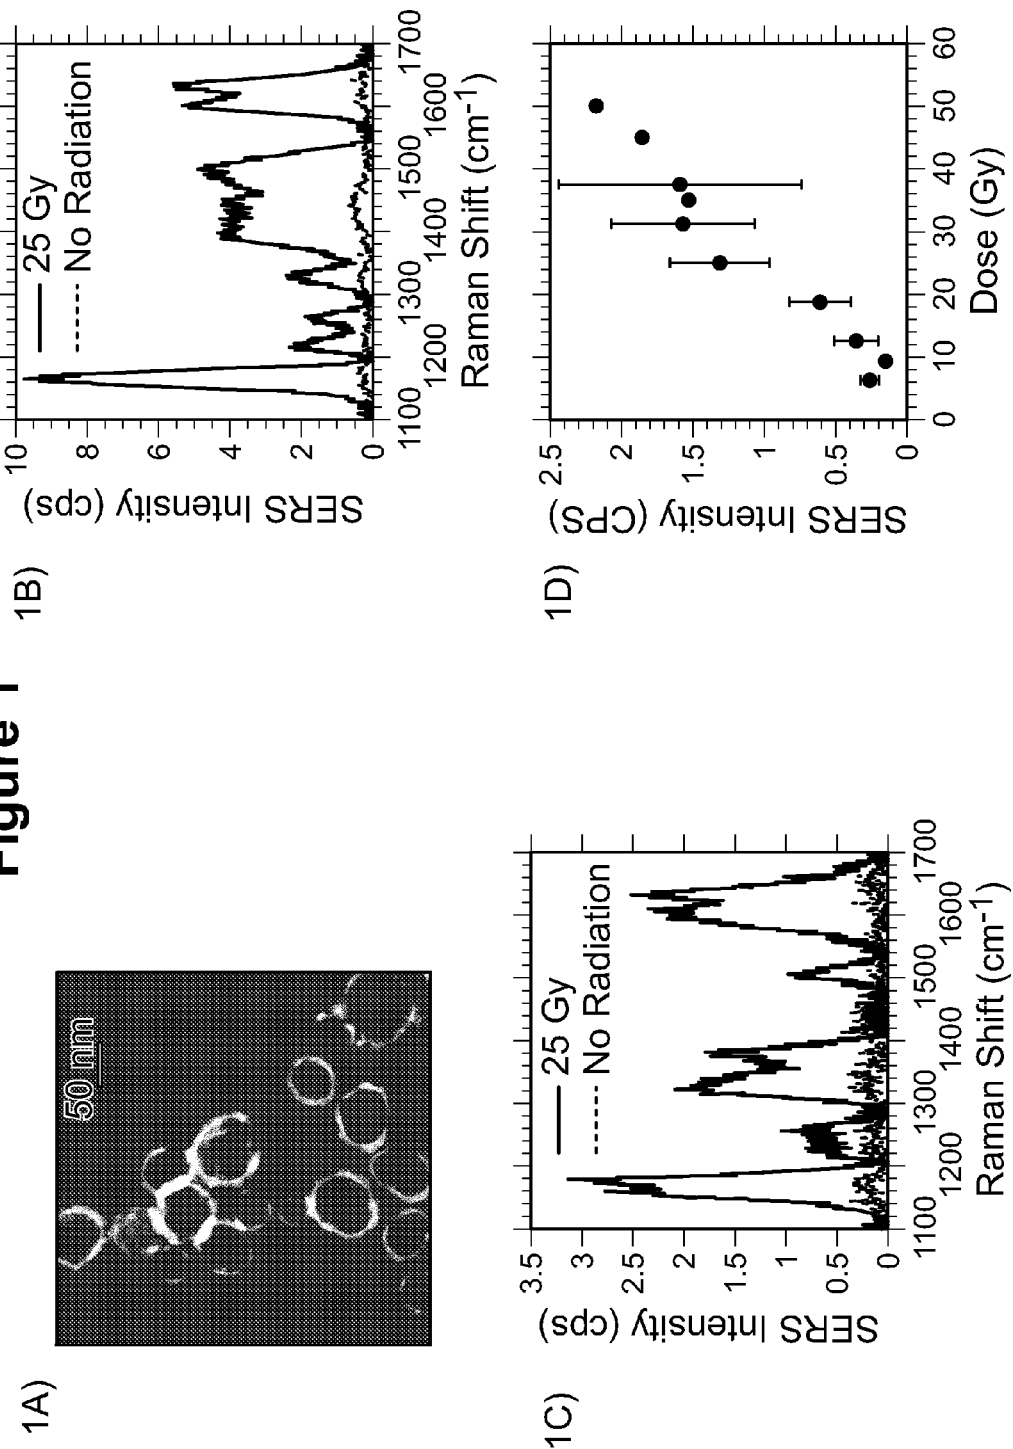 Figure 1
1A)
50 nm
1B)
SERS Intensity (cps)
10
8
6
4
2
0
25 Gy
No Radiation
1100 1200 1300 1400 1500 1600 1700
Raman Shift (cm-1)
1C)
SERS Intensity (cps)
3.5
3
2.5
2
1.5
1
0.5
0
25 Gy
No Radiation
1100 1200 1300 1400 1500 1600 1700
Raman Shift (cm-1)
1D)
SERS Intensity (CPS)
2.5
2
1.5
1
0.5
0
0 10 20 30 40 50 60
Dose (Gy)